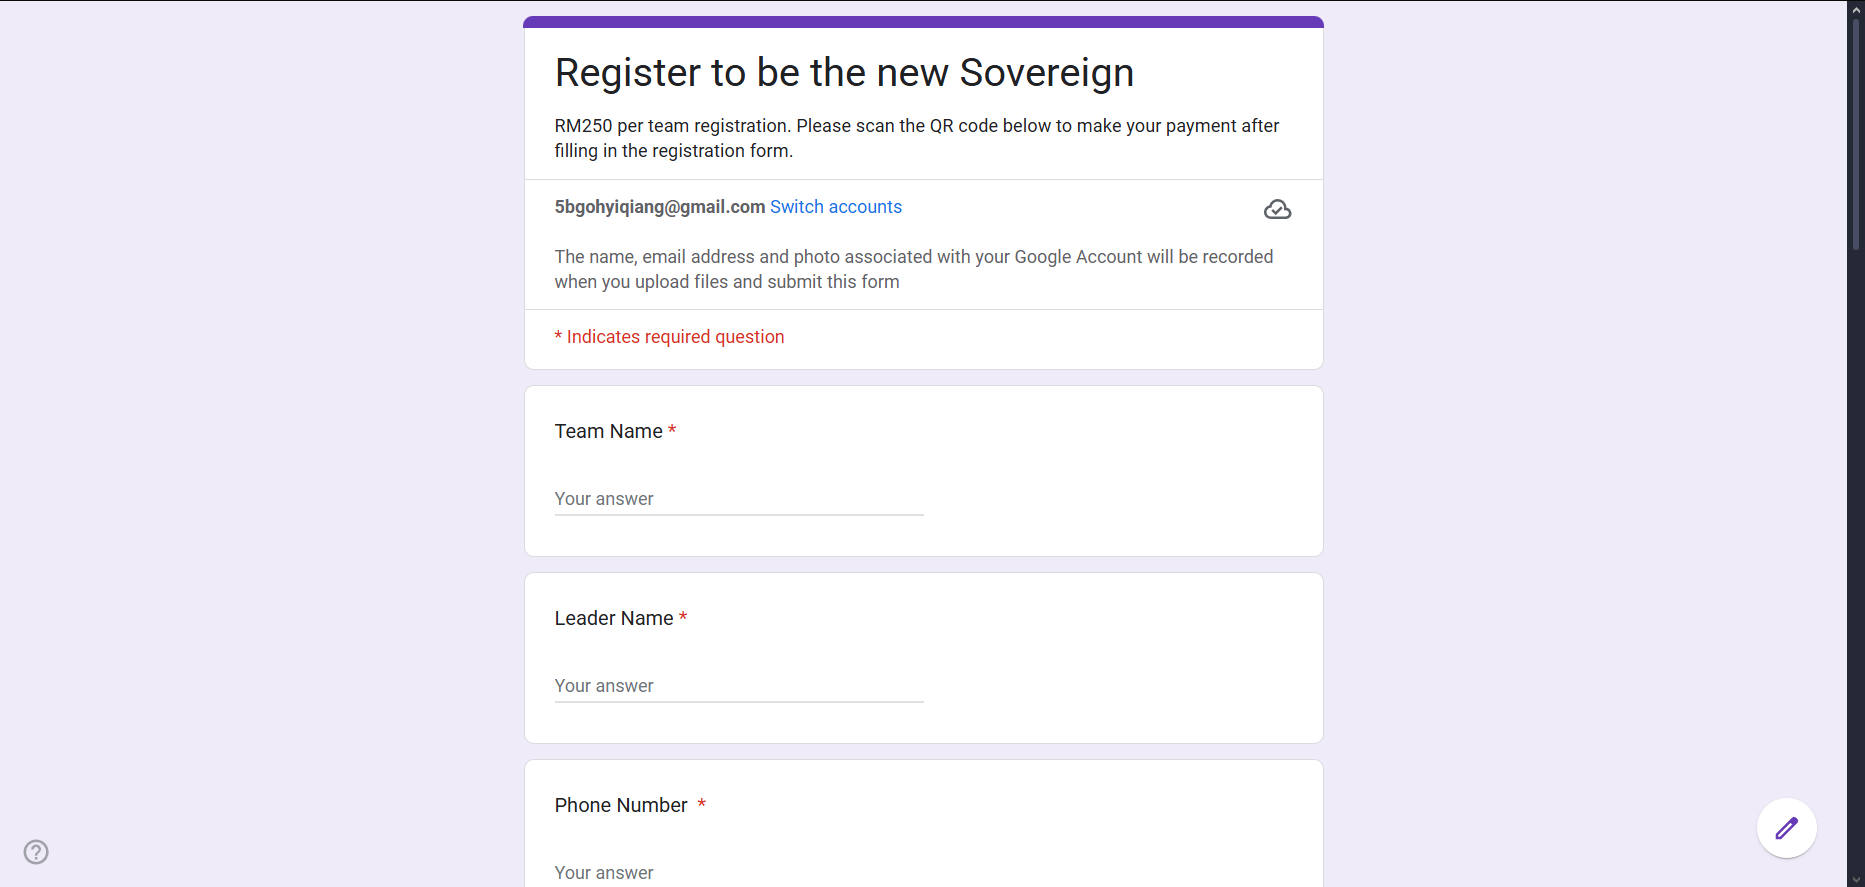 Register to be the new Sovereign
RM250 per team registration. Please scan the QR code below to make your payment after
filling in the registration form.
5bgohyiqiang@gmail.com Switch accounts
The name, email address and photo associated with your Google Account will be recorded
when you upload files and submit this form
* Indicates required question
Team Name *
Your answer
Leader Name *
Your answer
Phone Number *
Your answer